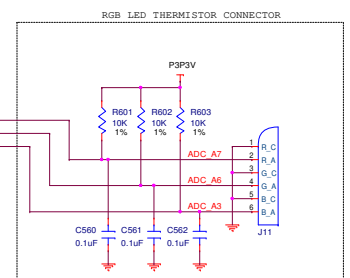 RGB LED THERMISTOR CONNECTOR
P3P3V
R601 R602 R603
10K 10K 10K
1% 1% 1%
1 R_C
ADC_A7 2 R_A
3 G_C
ADC_A6 4 G_A
5 B_C
ADC_A3 6 B_A
J11
C560 C561 C562
0.1uF 0.1uF 0.1uF